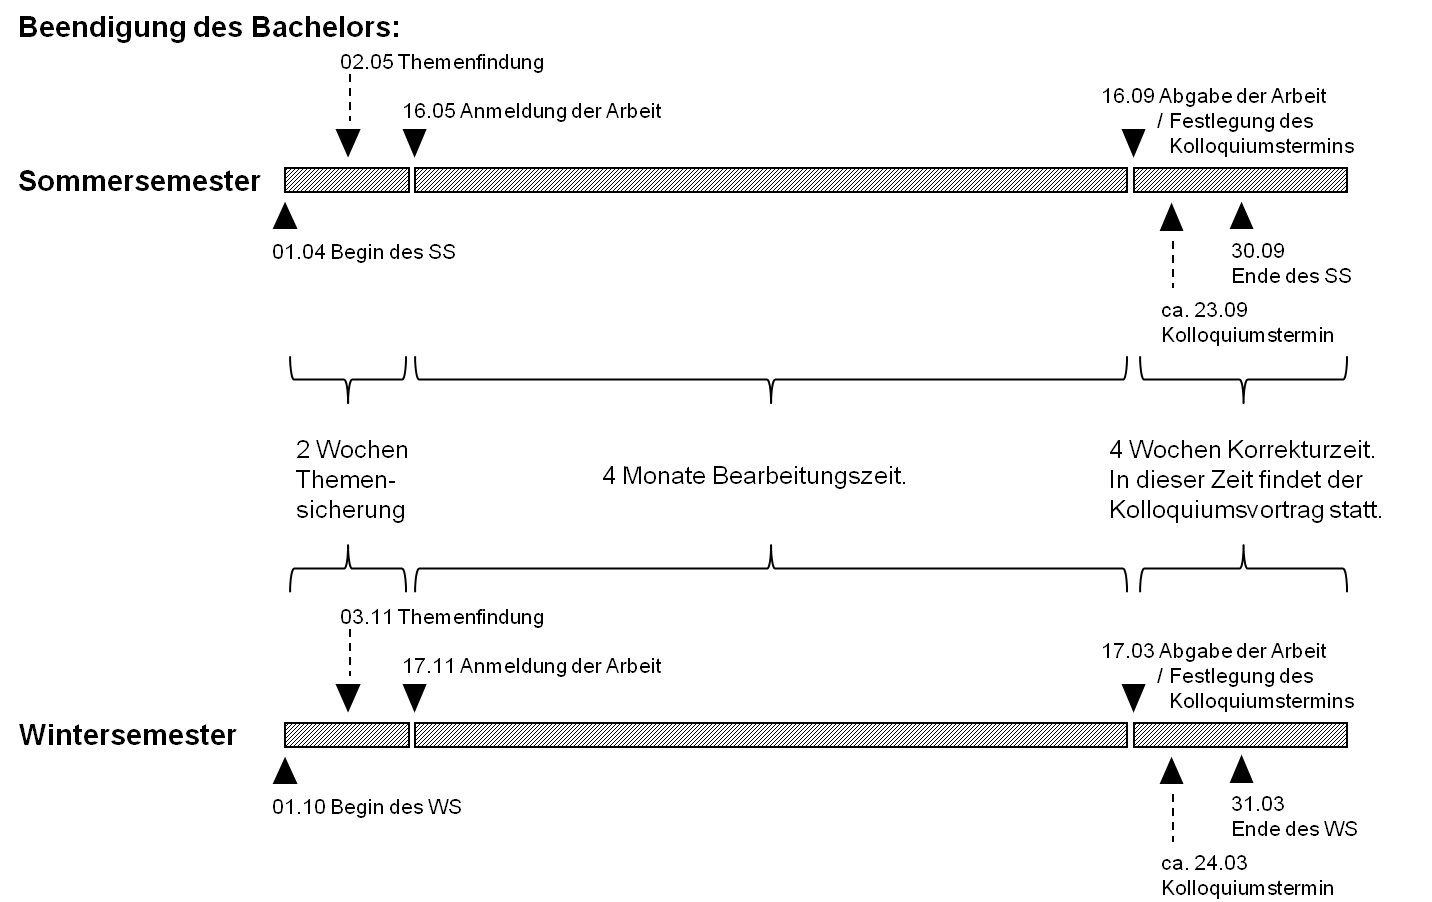 Beendigung des Bachelors:
02.05 Themenfindung
16.05 Anmeldung der Arbeit
16.09 Abgabe der Arbeit
/ Festlegung des
Kolloquiumstermins
Sommersemester
01.04 Begin des SS
30.09
Ende des SS
ca. 23.09
Kolloquiumstermin
2 Wochen
Themen-
sicherung
4 Monate Bearbeitungszeit.
4 Wochen Korrekturzeit.
In dieser Zeit findet der
Kolloquiumsvortrag statt.
03.11 Themenfindung
17.11 Anmeldung der Arbeit
17.03 Abgabe der Arbeit
/ Festlegung des
Kolloquiumstermins
Wintersemester
01.10 Begin des WS
31.03
Ende des WS
ca. 24.03
Kolloquiumstermin